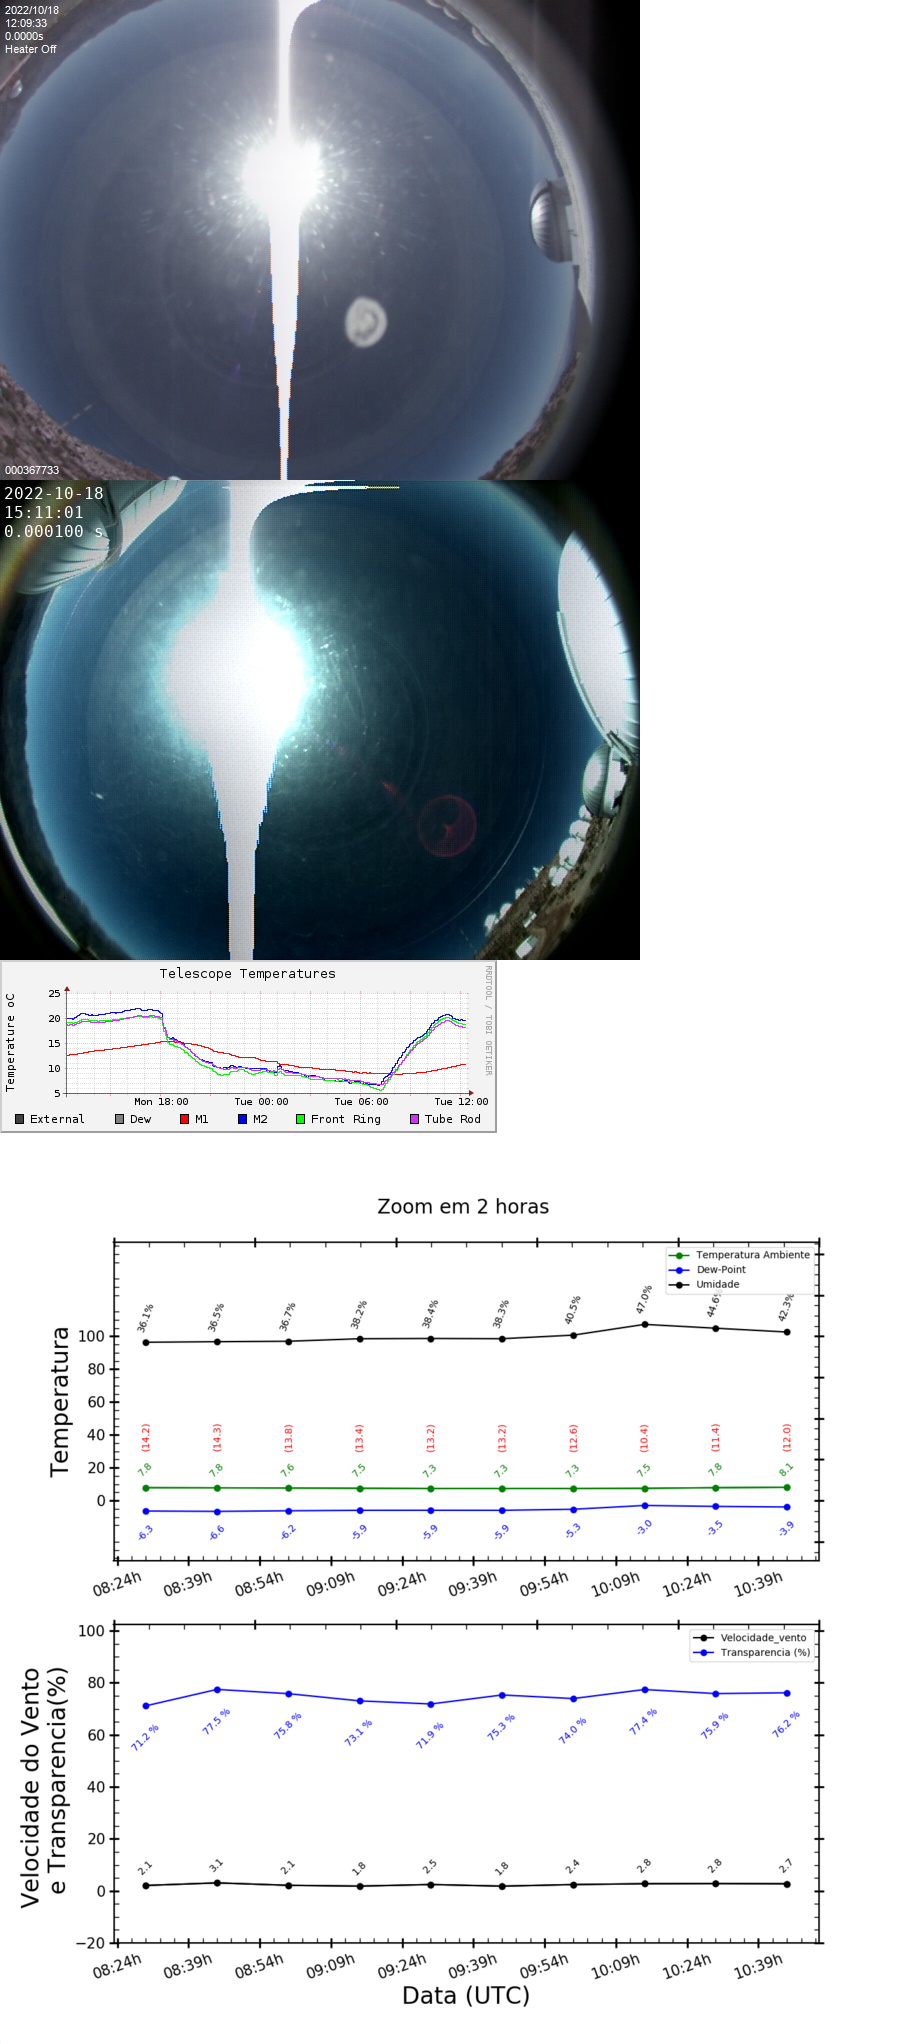 2022/10/18
12:09:33
0.0000s
Heater Off
000367733
2022-10-18
15:11:01
0.000100 s
Telescope Temperatures
RRDTOOL / TOBI OETIKER
Temperature oC
25
20
15
10
5
Mon 18:00 Tue 00:00 Tue 06:00 Tue 12:00
External Dew M1 M2 Front Ring Tube Rod
Zoom em 2 horas
Temperatura Ambiente
Dew-Point
Umidade
36.1% 36.5% 36.7% 38.2% 38.4% 38.3% 40.5% 47.0% 44.6% 42.3%
Temperatura
100
80
60
40
20
0
(14.2) (14.3) (13.8) (13.4) (13.2) (13.2) (12.6) (10.4) (11.4) (12.0)
7.8 7.8 7.6 7.5 7.3 7.3 7.3 7.5 7.8 8.1
-6.3 -6.6 -6.2 -5.9 -5.9 -5.9 -5.3 -3.0 -3.5 -3.9
08:24h 08:39h 08:54h 09:09h 09:24h 09:39h 09:54h 10:09h 10:24h 10:39h
Velocidade_vento
Transparencia (%)
Velocidade do Vento
e Transparencia(%)
100
80
60
40
20
0
−20
71.2 % 77.5 % 75.8 % 73.1 % 71.9 % 75.3 % 74.0 % 77.4 % 75.9 % 76.2 %
2.1 3.1 2.1 1.8 2.5 1.8 2.4 2.8 2.8 2.7
08:24h 08:39h 08:54h 09:09h 09:24h 09:39h 09:54h 10:09h 10:24h 10:39h
Data (UTC)